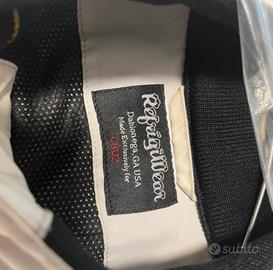 RefrigiWear
Dahlonega, GA USA
Made Exclusively for
subito